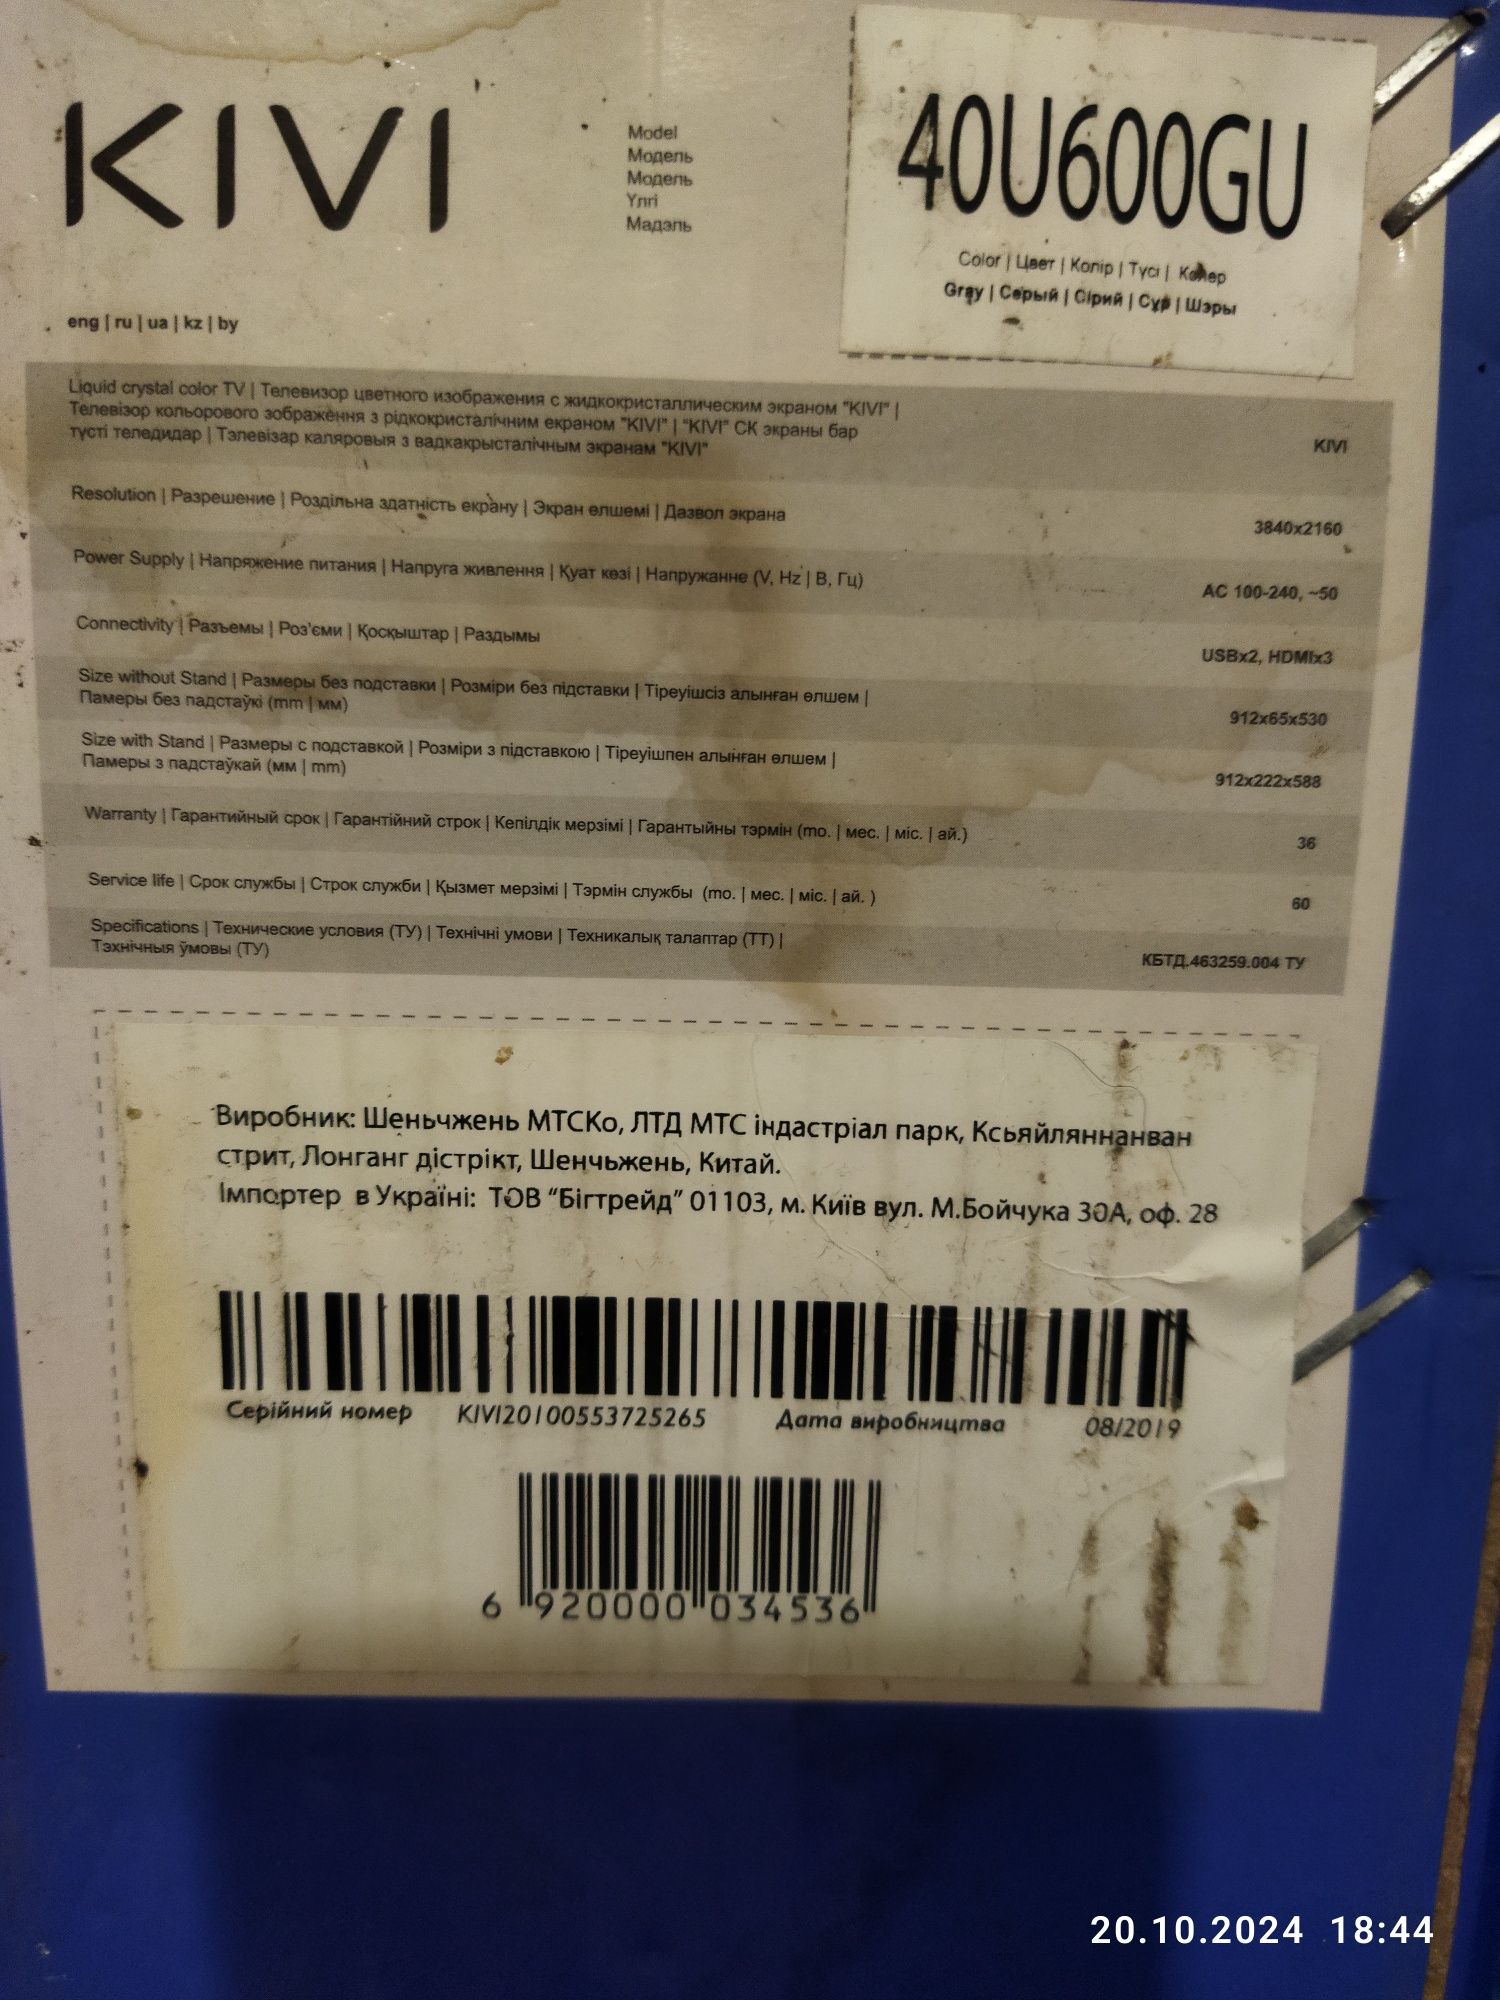 KIVI
Model
Модель
Модель
Үлгі
Мадэль
40U600GU
Color | Цвет | Колір | Түсі | Колер
Gray | Серый | Сірий | Сұр | Шэры
eng | ru | ua | kz | by
Liquid crystal color TV | Телевизор цветного изображения с жидкокристаллическим экраном "KIVI" |
Телевізор кольорового зображення з рідкокристалічним екраном "KIVI" | "KIVI" СК экраны бар
түсті теледидар | Тэлевізар каляровыя з вадкакрысталічным экранам "KIVI"
KIVI
Resolution | Разрешение | Роздільна здатність екрану | Экран өлшемі | Дазвол экрана
3840x2160
Power Supply | Напряжение питания | Напруга живлення | Қуат көзі | Напружанне (V, Hz | В, Гц)
AC 100-240, ~50
Connectivity | Разъемы | Роз'єми | Қосқыштар | Раздымы
USBx2, HDMIx3
Size without Stand | Размеры без подставки | Розміри без підставки | Тіреуішсіз алынған өлшем |
Памеры без падстаўкі (mm | мм)
912x65x530
Size with Stand | Размеры с подставкой | Розміри з підставкою | Тіреуішпен алынған өлшем |
Памеры з падстаўкай (мм | mm)
912x222x588
Warranty | Гарантийный срок | Гарантійний строк | Кепілдік мерзімі | Гарантыйны тэрмін (mo. | мес. | міс. | ай.)
36
Service life | Срок службы | Строк служби | Қызмет мерзімі | Тэрмін службы (mo. | мес. | міс. | ай. )
60
Specifications | Технические условия (ТУ) | Технічні умови | Техникалық талаптар (ТТ) |
Тэхнічныя ўмовы (ТУ)
КБТД.463259.004 ТУ
Виробник: Шеньчжень МТСКо, ЛТД МТС індастріал парк, Ксьяйляннанван
стрит, Лонганг дістрікт, Шенчьжень, Китай.
Імпортер в Україні: ТОВ “Бігтрейд” 01103, м. Київ вул. М.Бойчука 30А, оф. 28
Серійний номер KIVI20100553725265 Дата виробництва 08/2019
6 920000 034536
20.10.2024 18:44